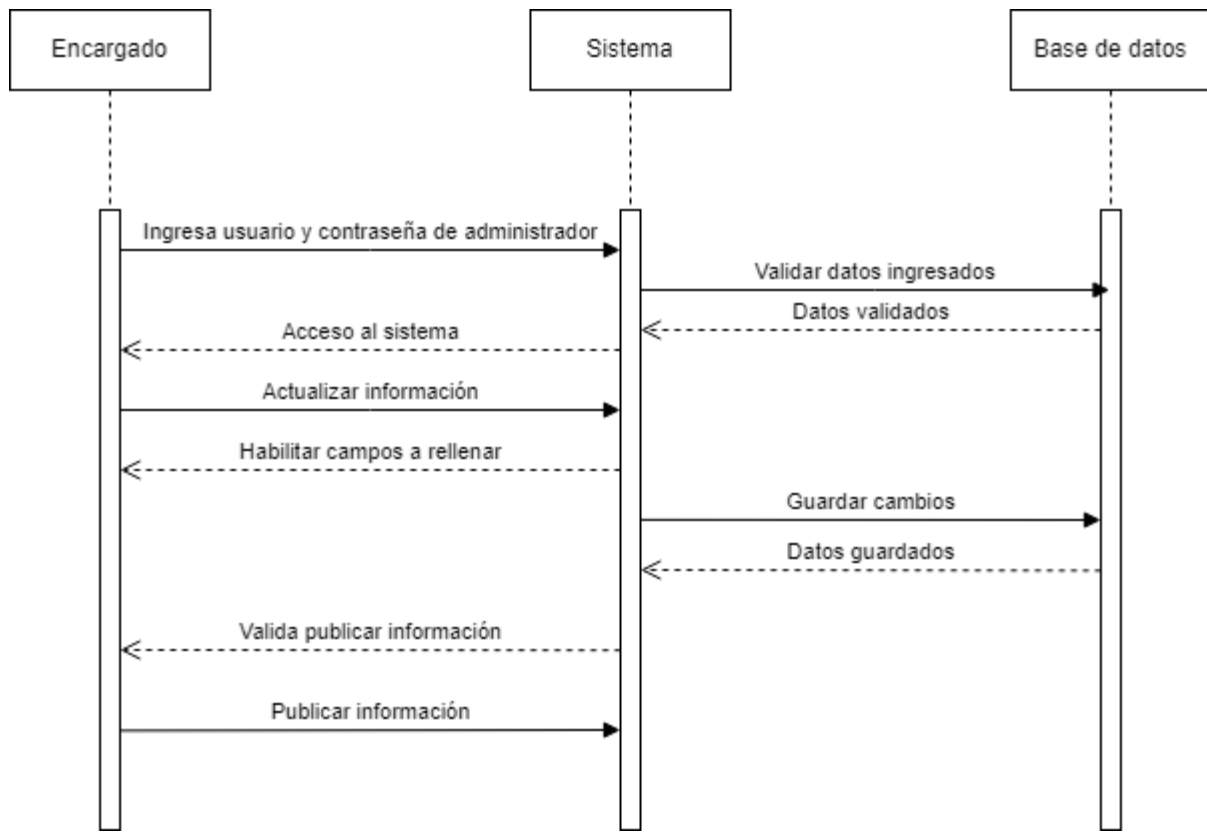 Encargado
Sistema
Base de datos
Ingresa usuario y contraseña de administrador
Validar datos ingresados
Datos validados
Acceso al sistema
Actualizar información
Habilitar campos a rellenar
Guardar cambios
Datos guardados
Valida publicar información
Publicar información